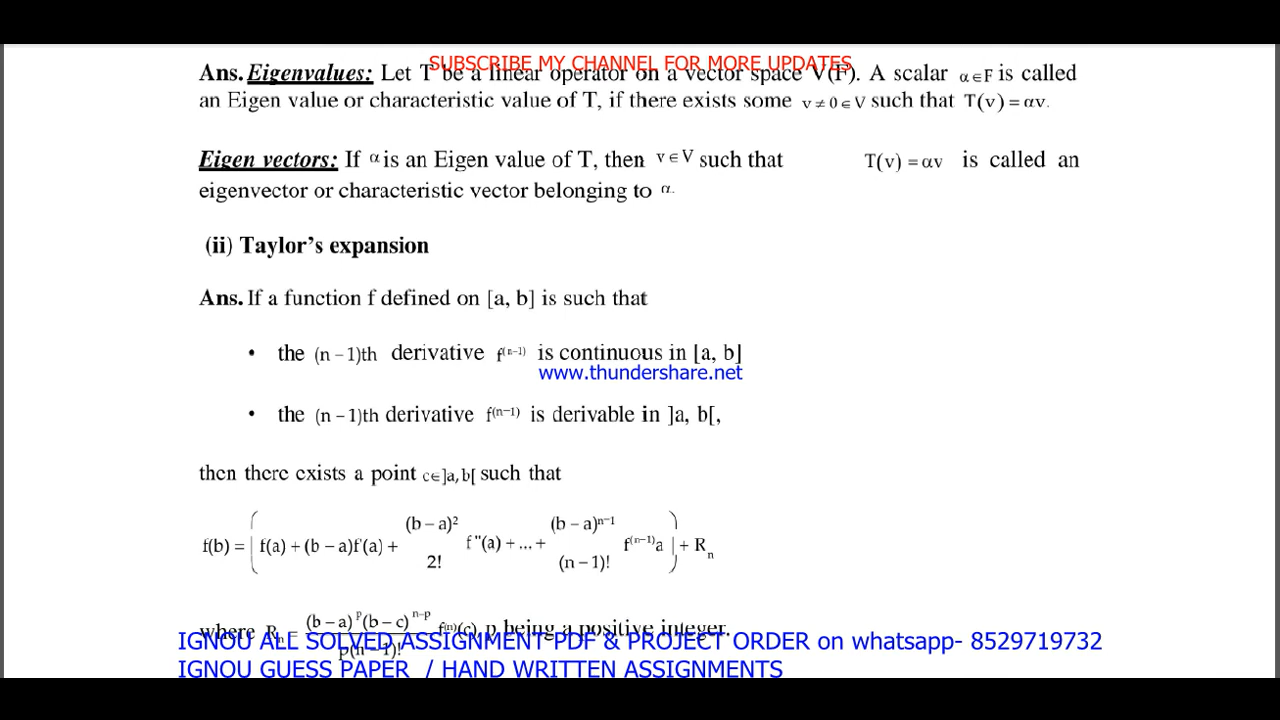 SUBSCRIBE MY CHANNEL FOR MORE UPDATES
Ans. Eigenvalues: Let T be a linear operator on a vector space V(F). A scalar α∈F is called
an Eigen value or characteristic value of T, if there exists some v ≠ 0 ∈ V such that T(v) = αv.
Eigen vectors: If α is an Eigen value of T, then v ∈ V such that T(v) = αv is called an
eigenvector or characteristic vector belonging to α.
(ii) Taylor's expansion
Ans. If a function f defined on [a, b] is such that
• the (n – 1)th derivative f⁽ⁿ⁻¹⁾ is continuous in [a, b]
www.thundershare.net
• the (n – 1)th derivative f⁽ⁿ⁻¹⁾ is derivable in ]a, b[,
then there exists a point c∈]a, b[ such that
f(b) = ( f(a) + (b – a)f'(a) + (b – a)²/2! f "(a) + ... + (b – a)ⁿ⁻¹/(n – 1)! f⁽ⁿ⁻¹⁾a ) + Rₙ
where Rₙ = (b – a)ᵖ(b – c)ⁿ⁻ᵖ/p(n – 1)! f⁽ⁿ⁾(c), p being a positive integer.
IGNOU ALL SOLVED ASSIGNMENT PDF & PROJECT ORDER on whatsapp- 8529719732
IGNOU GUESS PAPER / HAND WRITTEN ASSIGNMENTS